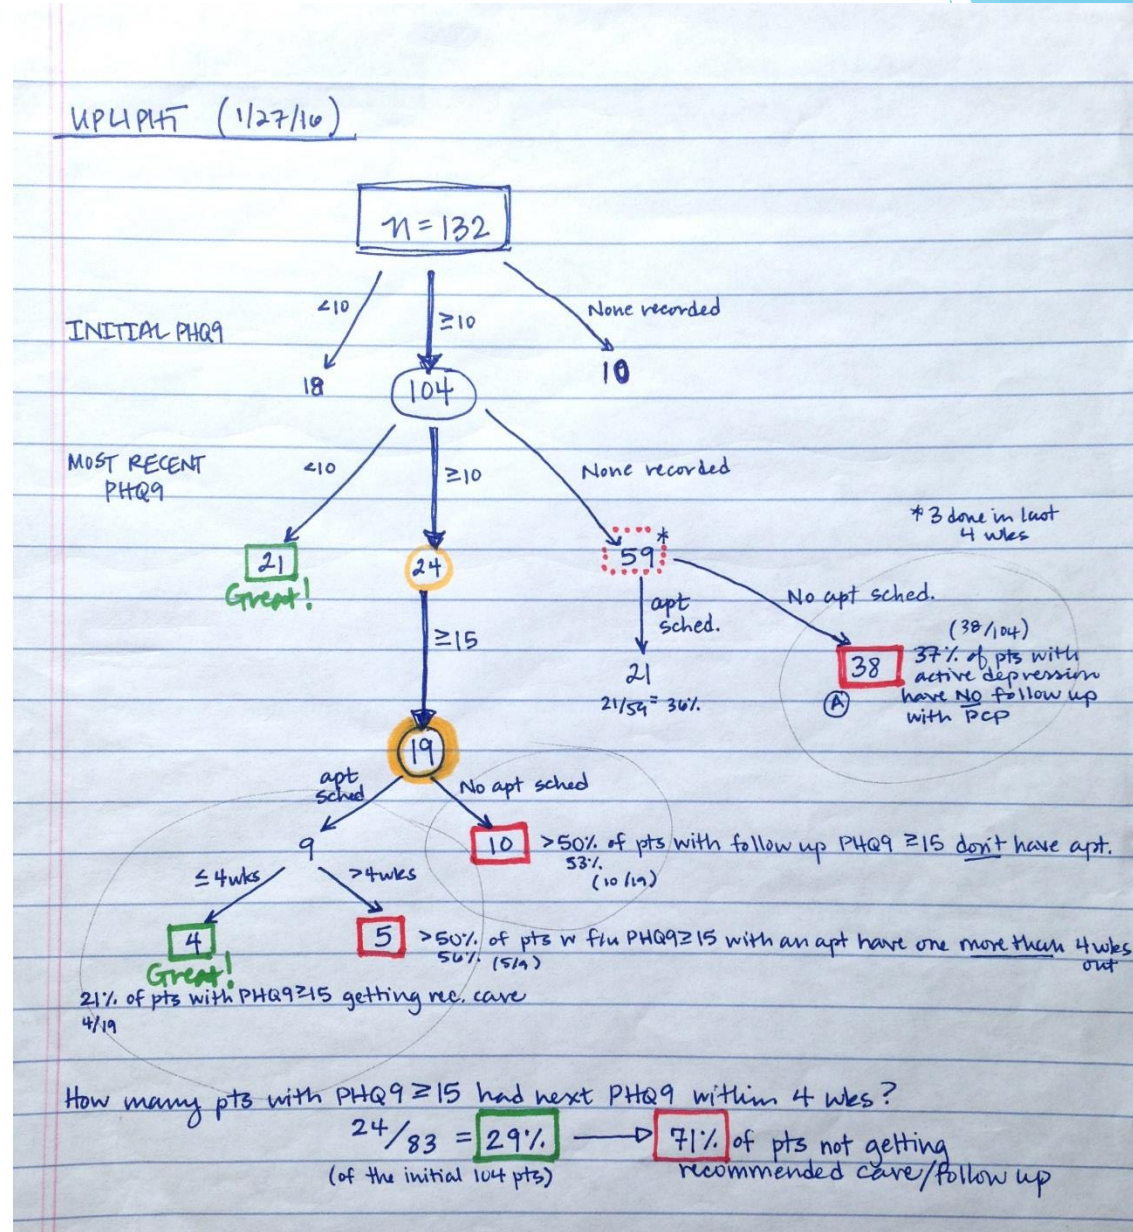 UPLIPHT (1/27/16)
n = 132
<10
≥10
None recorded
INITIAL PHQ9
18
104
10
MOST RECENT
PHQ9
<10
≥10
None recorded
* 3 done in last
4 wks
21
Great!
24
59*
No apt sched.
≥15
apt
sched.
21
21/59 = 36%
38
A
(38/104)
37% of pts with
active depression
have NO follow up
with PCP
19
apt
sched
No apt sched
9
10
>50% of pts with follow up PHQ9 ≥15 don't have apt.
53%
(10/19)
≤4wks
>4wks
4
Great!
5
>50% of pts w f/u PHQ9≥15 with an apt have one more than 4 wks
out
56% (5/9)
21% of pts with PHQ9≥15 getting rec. care
4/19
How many pts with PHQ9 ≥15 had next PHQ9 within 4 wks?
24/83 = 29% → 71% of pts not getting
(of the initial 104 pts) recommended care/follow up